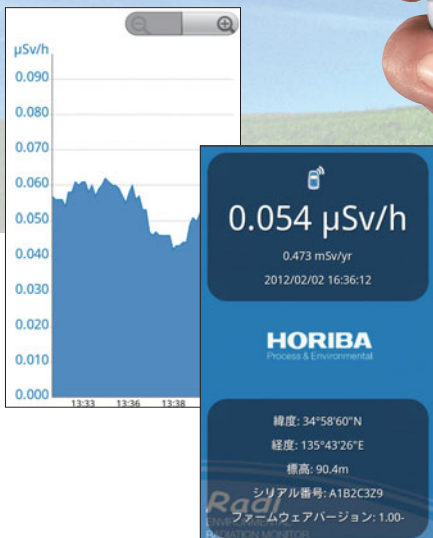 µSv/h
0.090
0.080
0.070
0.060
0.050
0.040
0.030
0.020
0.010
0.000
13:33 13:36 13:38
0.054 µSv/h
0.473 mSv/yr
2012/02/02 16:36:12
HORIBA
Process & Environmental
緯度: 34°58'60"N
経度: 135°43'26"E
標高: 90.4m
シリアル番号: A1B2C3Z9
ファームウェアバージョン: 1.00-
Radi
ENVIRONMENTAL
RADIATION MONITOR